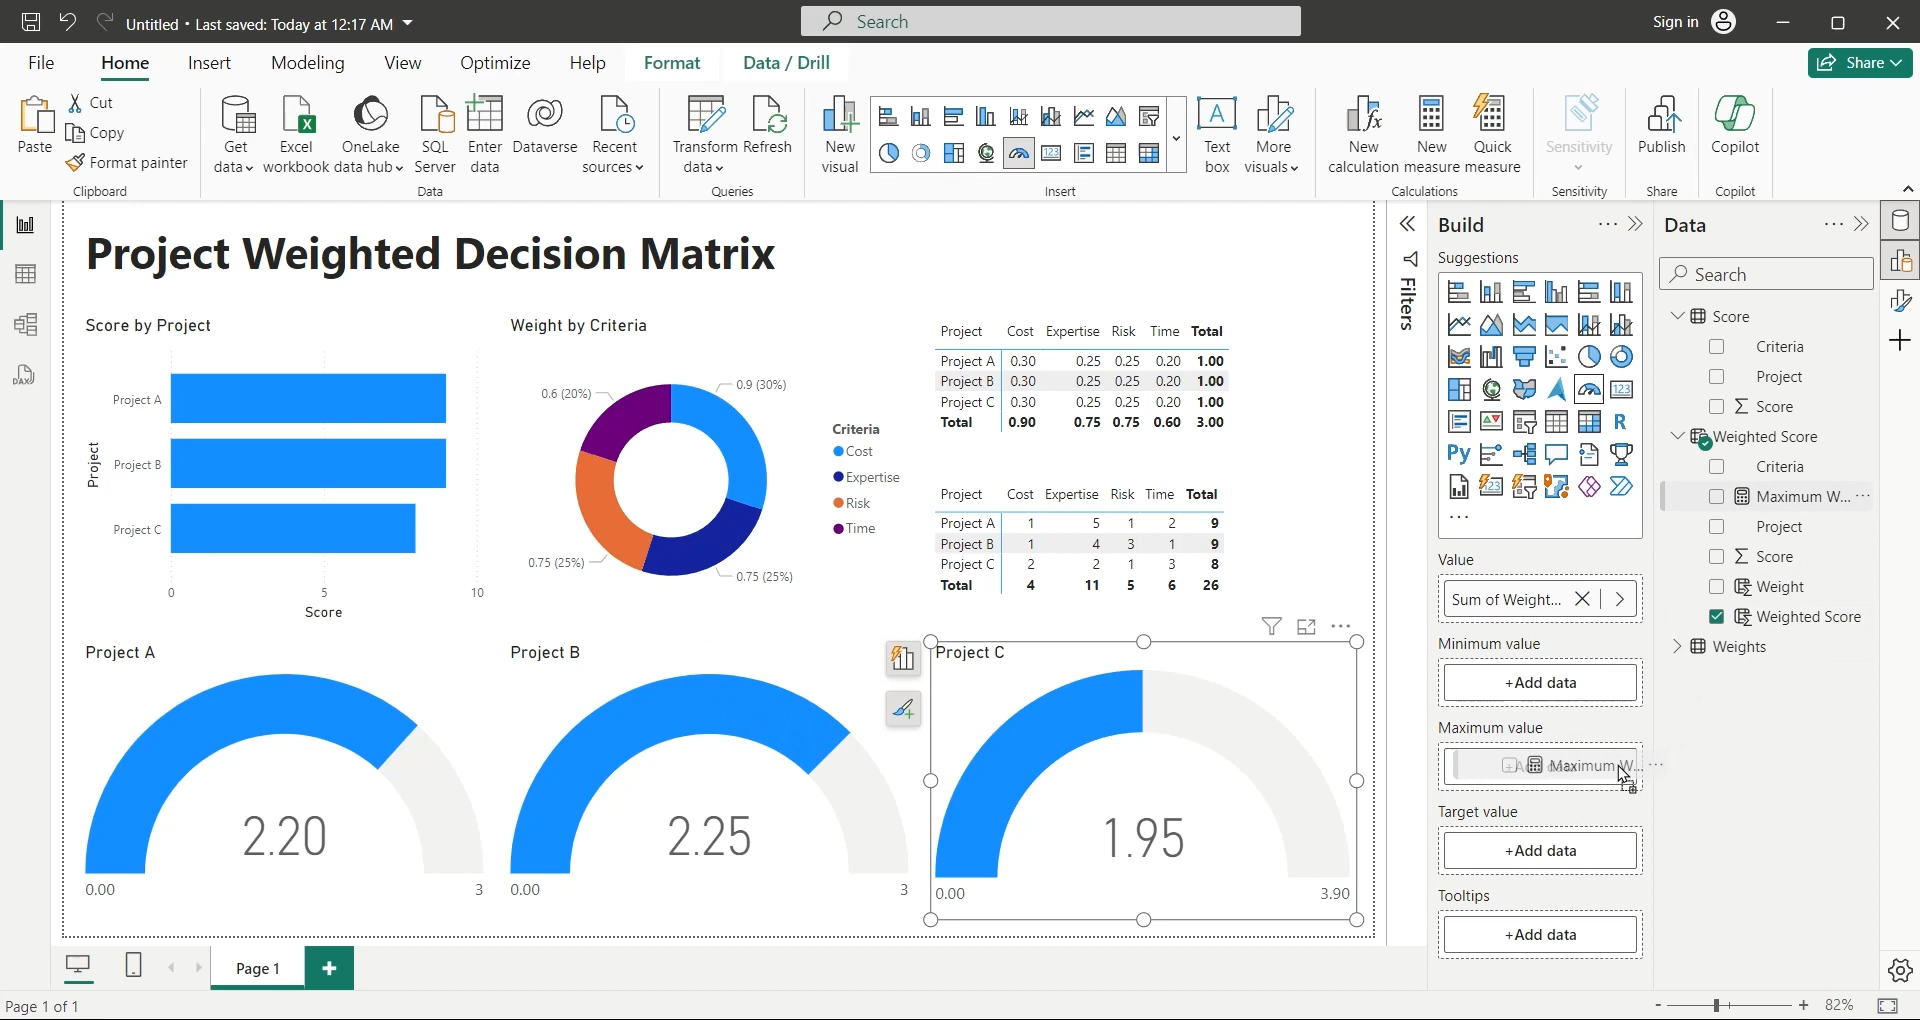 Untitled • Last saved: Today at 12:17 AM
Search
Sign in
File
Home
Insert
Modeling
View
Optimize
Help
Format
Data / Drill
Share
Paste
Cut
Copy
Format painter
Clipboard
Get data
Excel workbook
OneLake data hub
SQL Server
Enter data
Dataverse
Recent sources
Data
Transform data
Refresh
Queries
New visual
Text box
More visuals
Insert
New calculation
New measure
Quick measure
Calculations
Sensitivity
Sensitivity
Publish
Share
Copilot
Copilot
DAX
Project Weighted Decision Matrix
Score by Project
Project
Project A
Project B
Project C
0 5 10
Score
Weight by Criteria
0.6 (20%)
0.9 (30%)
0.75 (25%)
0.75 (25%)
Criteria
Cost
Expertise
Risk
Time
Project Cost Expertise Risk Time Total
Project A 0.30 0.25 0.25 0.20 1.00
Project B 0.30 0.25 0.25 0.20 1.00
Project C 0.30 0.25 0.25 0.20 1.00
Total 0.90 0.75 0.75 0.60 3.00
Project Cost Expertise Risk Time Total
Project A 1 5 1 2 9
Project B 1 4 3 1 9
Project C 2 2 1 3 8
Total 4 11 5 6 26
Project A
2.20
0.00 3
Project B
2.25
0.00 3
Project C
1.95
0.00 3.90
Filters
Build
Suggestions
123
R
Py
123
Value
Sum of Weight...
Minimum value
+Add data
Maximum value
Maximum W...
Target value
+Add data
Tooltips
+Add data
Data
Search
Score
Criteria
Project
Score
Weighted Score
Criteria
Maximum W...
Project
Score
Weight
Weighted Score
Weights
Page 1
Page 1 of 1
- + 82%